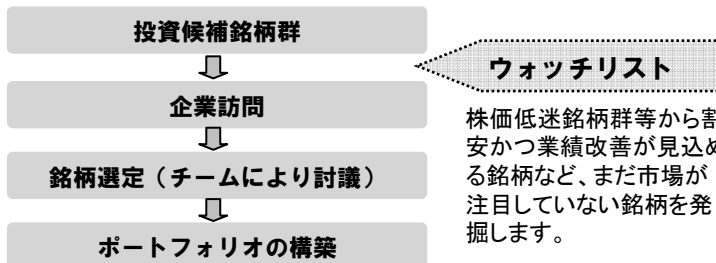 投資候補銘柄群
企業訪問
銘柄選定（チームにより討議）
ポートフォリオの構築
ウォッチリスト
株価低迷銘柄群等から割
安かつ業績改善が見込め
る銘柄など、まだ市場が
注目していない銘柄を発
掘します。